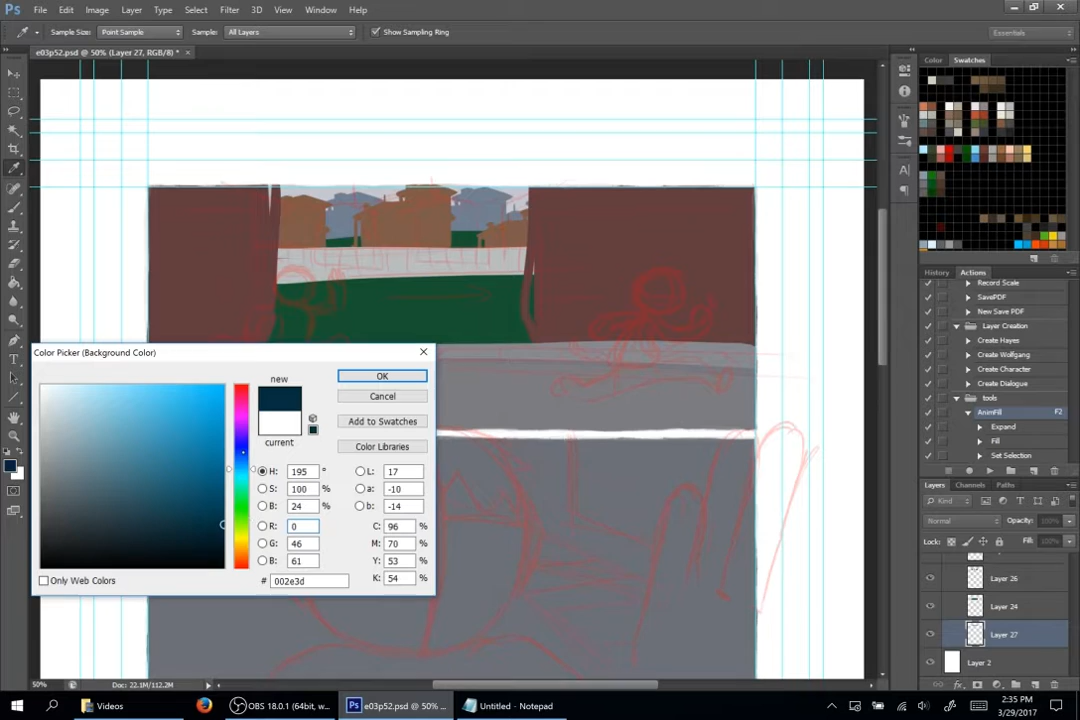 Ps File Edit Image Layer Type Select Filter 3D View Window Help
Sample Size: Point Sample Sample: All Layers Show Sampling Ring Essentials
e03p52.psd @ 50% (Layer 27, RGB/8) * ×
Color Swatches
Color Picker (Background Color)
new
current
OK
Cancel
Add to Swatches
Color Libraries
H: 195 ° L: 17
S: 100 % a: -10
B: 24 % b: -14
R: 0 C: 96 %
G: 46 M: 70 %
B: 61 Y: 53 %
# 002e3d K: 54 %
Only Web Colors
History Actions
Record Scale
SavePDF
New Save PDF
Layer Creation
Create Hayes
Create Wolfgang
Create Character
Create Dialogue
tools
AnimFill F2
Expand
Fill
Set Selection
Layers Channels Paths
Kind
Normal Opacity: 100%
Lock: Fill: 100%
Layer 26
Layer 24
Layer 27
Layer 2
50% Doc: 22.1M/112.2M
Videos OBS 18.0.1 (64bit, w... e03p52.psd @ 50% ... Untitled - Notepad 2:35 PM
3/29/2017